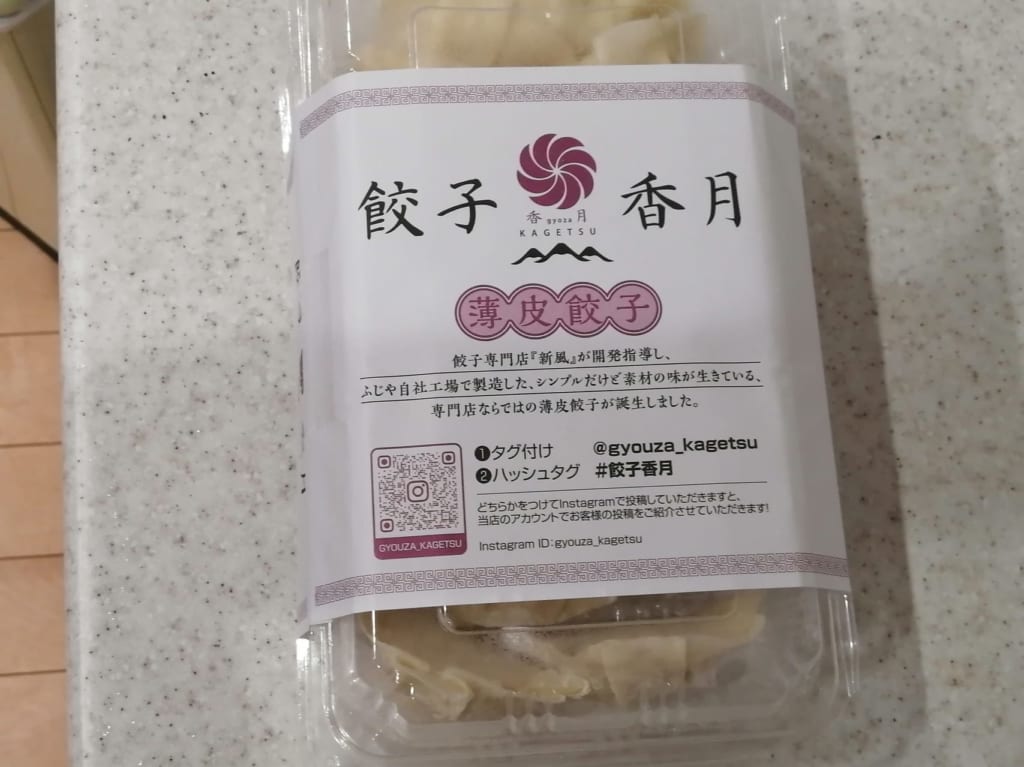 餃子 香月
香 gyoza 月
KAGETSU
薄皮餃子
餃子専門店『新風』が開発指導し、
ふじや自社工場で製造した、シンプルだけど素材の味が生きている、
専門店ならではの薄皮餃子が誕生しました。
❶タグ付け @gyouza_kagetsu
❷ハッシュタグ #餃子香月
どちらかをつけてInstagramで投稿していただきますと、
当店のアカウントでお客様の投稿をご紹介させていただきます!
GYOUZA_KAGETSU
Instagram ID:gyouza_kagetsu